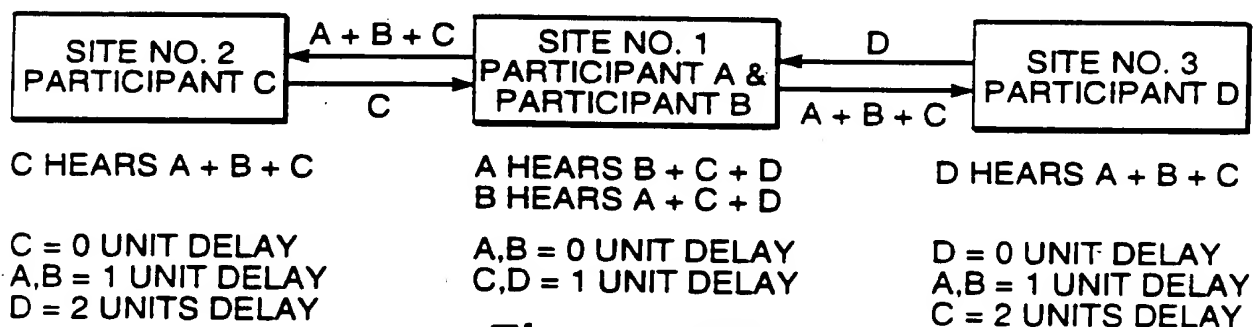 SITE NO. 2
PARTICIPANT C
A + B + C
C
SITE NO. 1
PARTICIPANT A &
PARTICIPANT B
D
A + B + C
SITE NO. 3
PARTICIPANT D
C HEARS A + B + C
C = 0 UNIT DELAY
A,B = 1 UNIT DELAY
D = 2 UNITS DELAY
A HEARS B + C + D
B HEARS A + C + D
A,B = 0 UNIT DELAY
C,D = 1 UNIT DELAY
D HEARS A + B + C
D = 0 UNIT DELAY
A,B = 1 UNIT DELAY
C = 2 UNITS DELAY